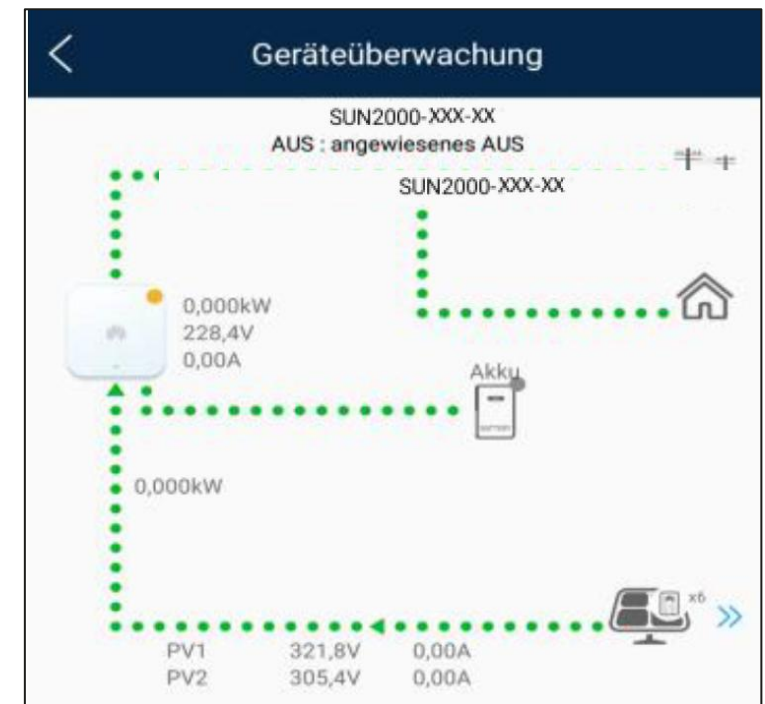 Geräteüberwachung
SUN2000-XXX-XX
AUS : angewiesenes AUS
SUN2000-XXX-XX
0,000kW
228,4V
0,00A
Akku
0,000kW
x6
PV1 321,8V 0,00A
PV2 305,4V 0,00A